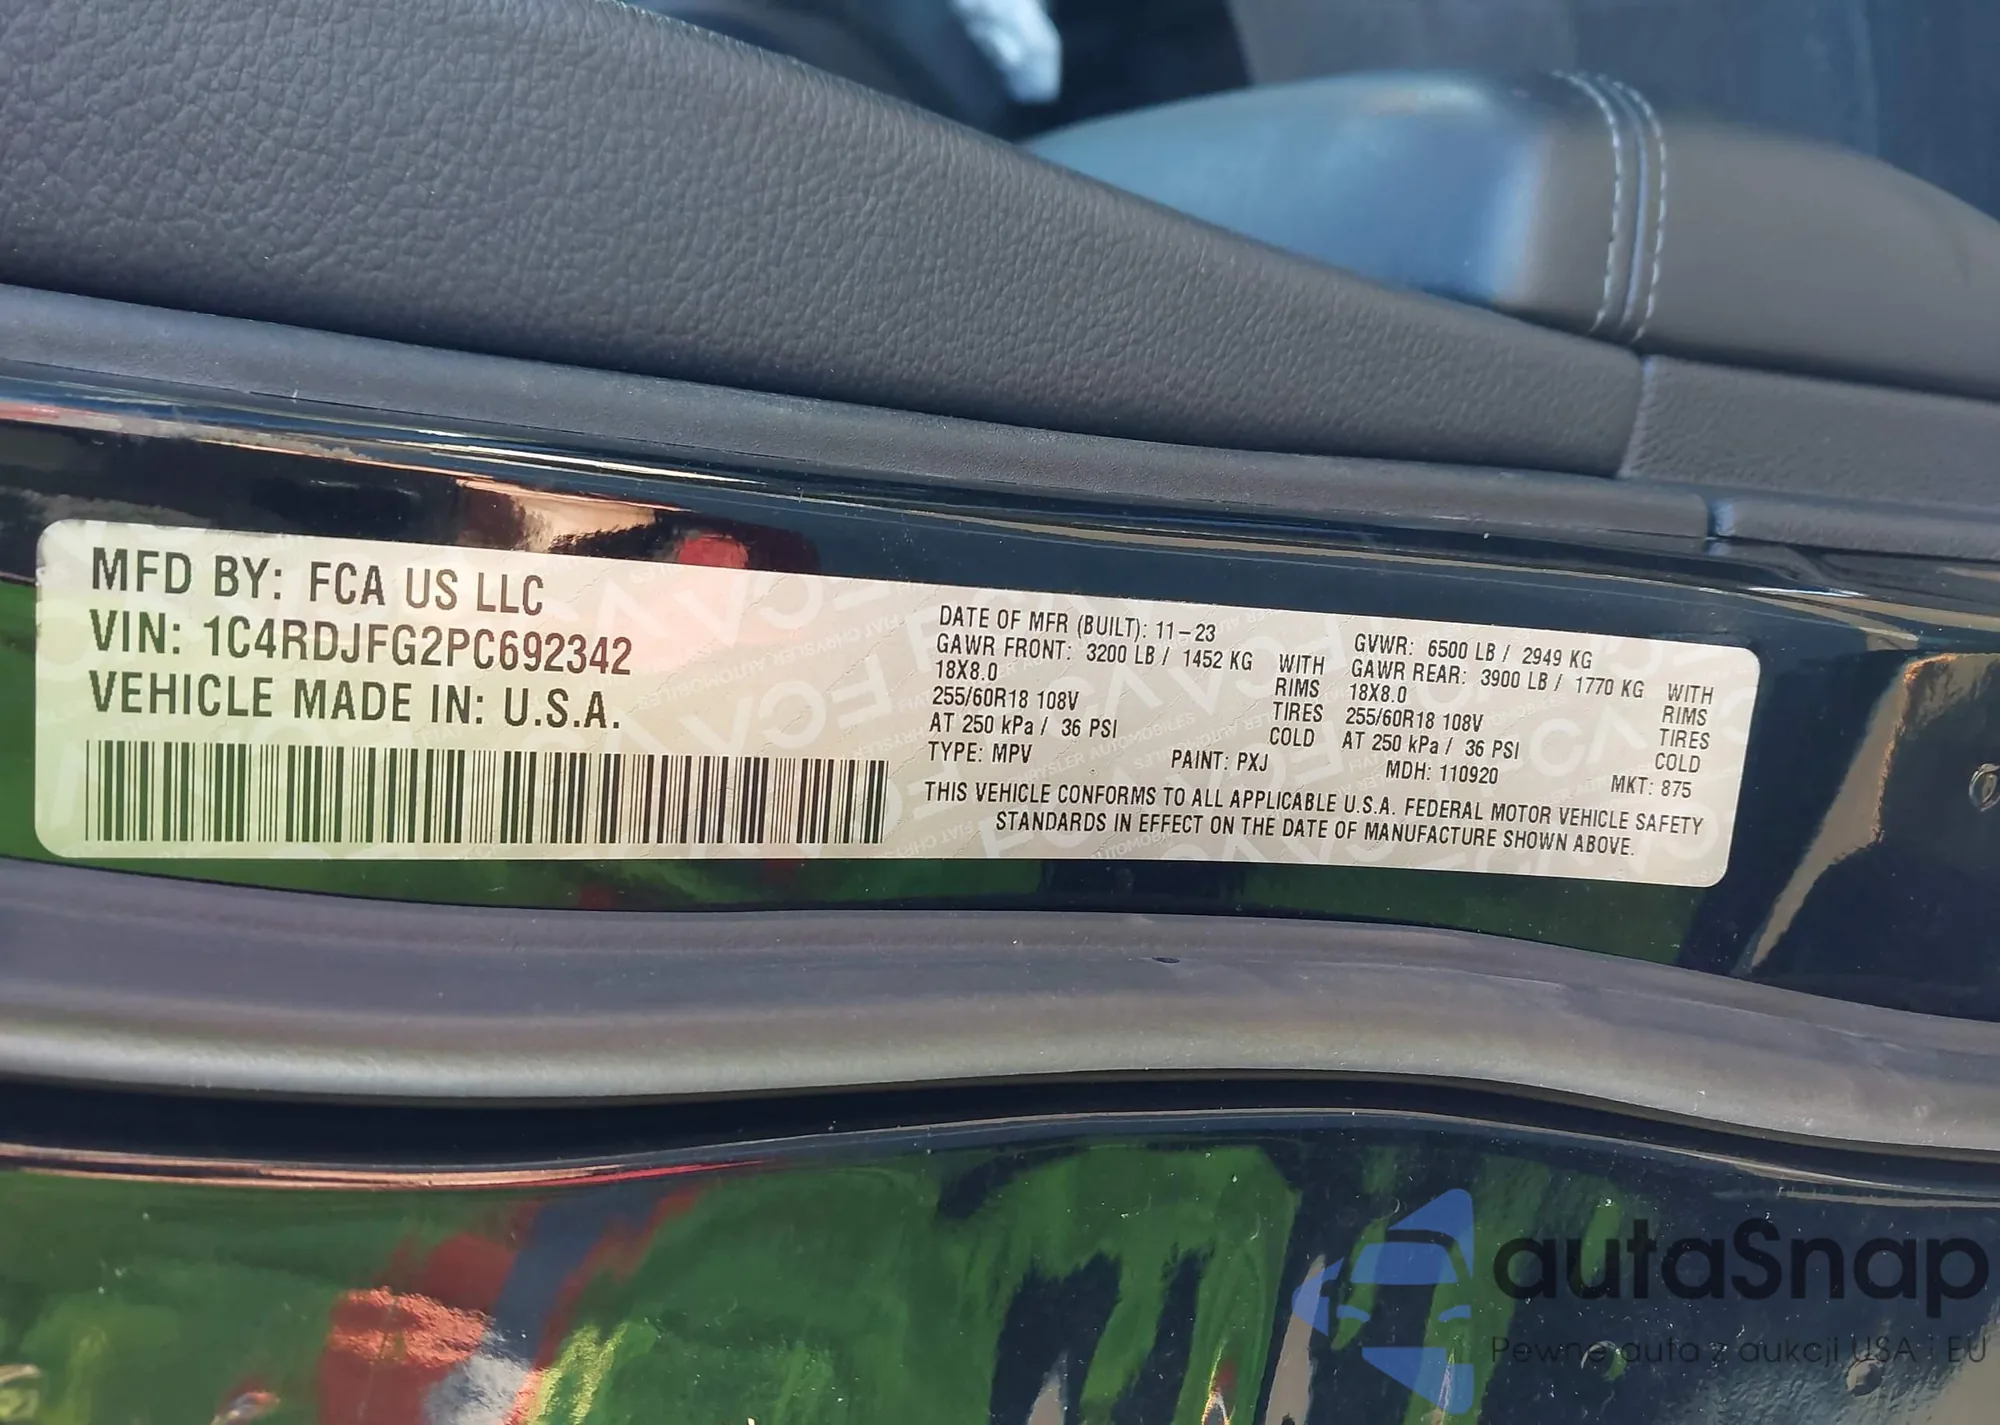 MFD BY: FCA US LLC
VIN: 1C4RDJFG2PC692342
VEHICLE MADE IN: U.S.A.
DATE OF MFR (BUILT): 11-23 GVWR: 6500 LB / 2949 KG
GAWR FRONT: 3200 LB / 1452 KG WITH GAWR REAR: 3900 LB / 1770 KG WITH
18X8.0 RIMS 18X8.0 RIMS
255/60R18 108V TIRES 255/60R18 108V TIRES
AT 250 kPa / 36 PSI COLD AT 250 kPa / 36 PSI COLD
TYPE: MPV PAINT: PXJ MDH: 110920 MKT: 875
THIS VEHICLE CONFORMS TO ALL APPLICABLE U.S.A. FEDERAL MOTOR VEHICLE SAFETY
STANDARDS IN EFFECT ON THE DATE OF MANUFACTURE SHOWN ABOVE.
autaSnap
Pewne auta z aukcji USA i EU